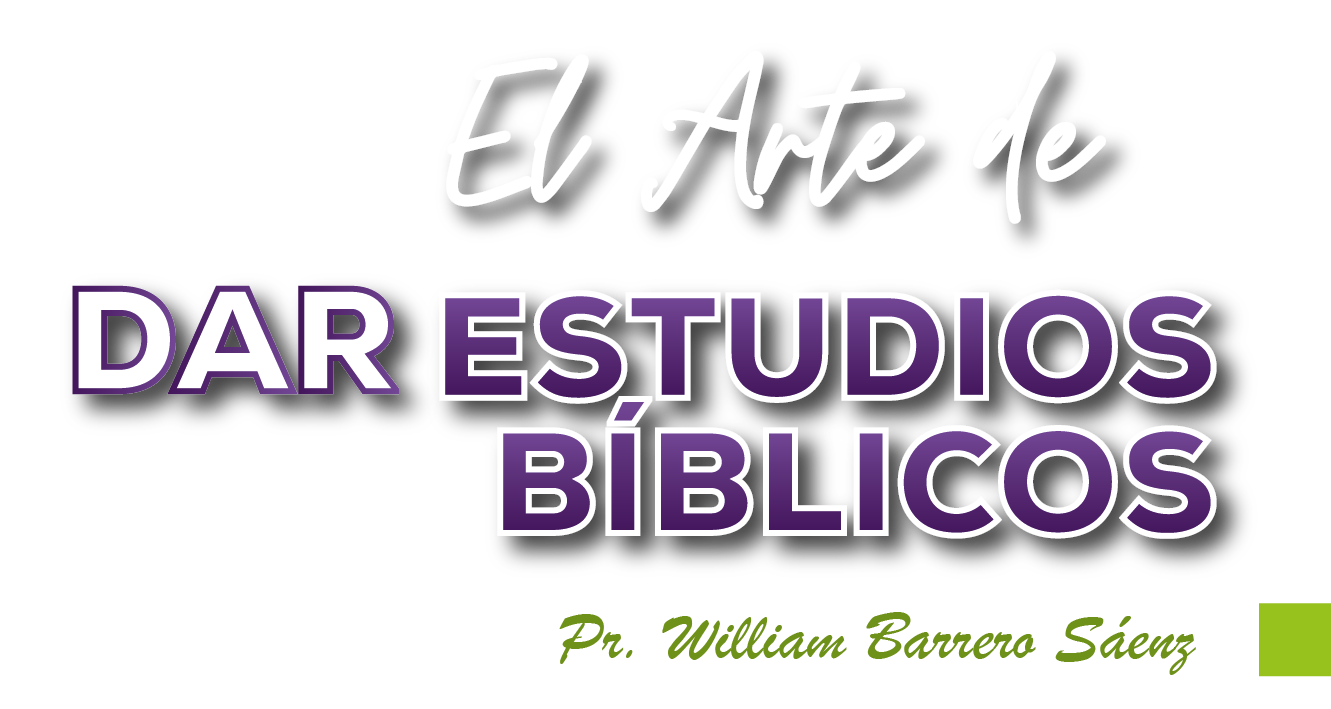 El Arte de
DAR ESTUDIOS
BÍBLICOS
Pr. William Barrero Sáenz